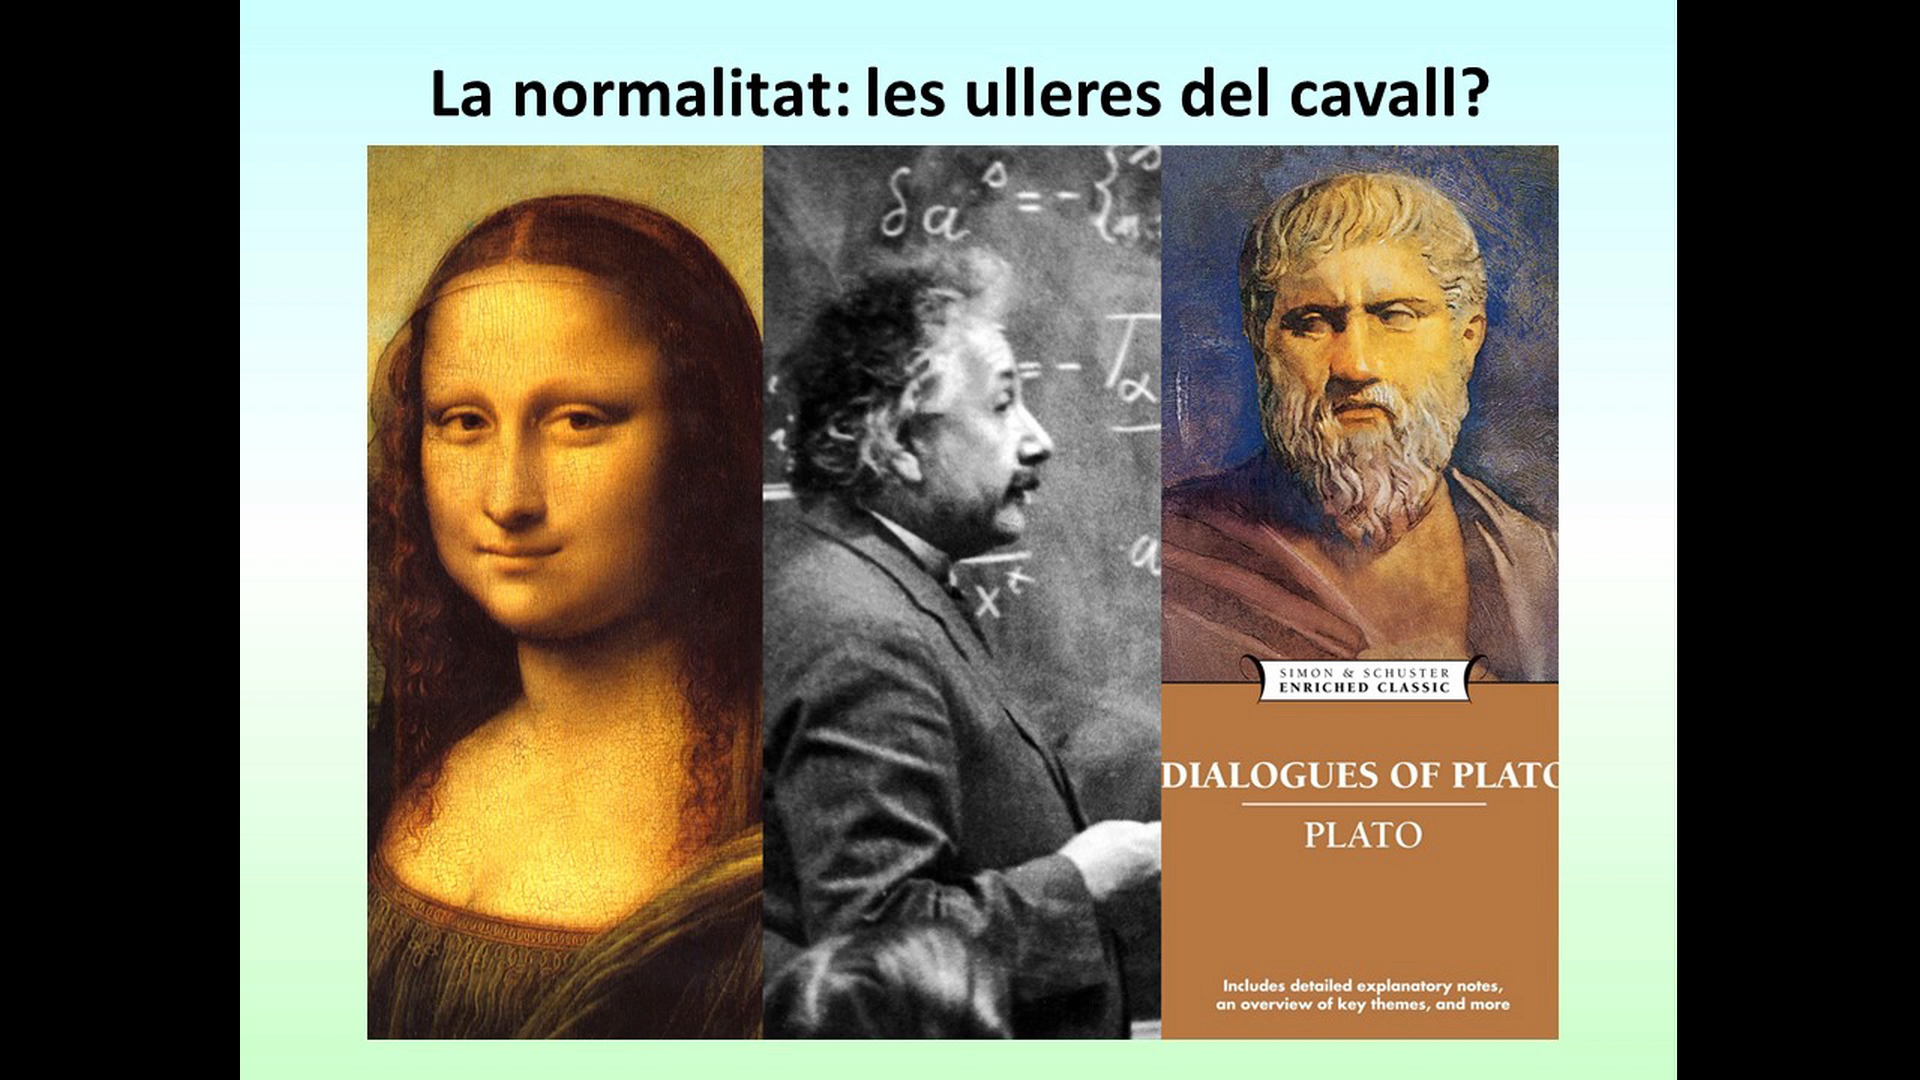 La normalitat: les ulleres del cavall?
δa = - {
= - T
α
a
x
SIMON & SCHUSTER
ENRICHED CLASSIC
DIALOGUES OF PLATO
PLATO
Includes detailed explanatory notes,
an overview of key themes, and more